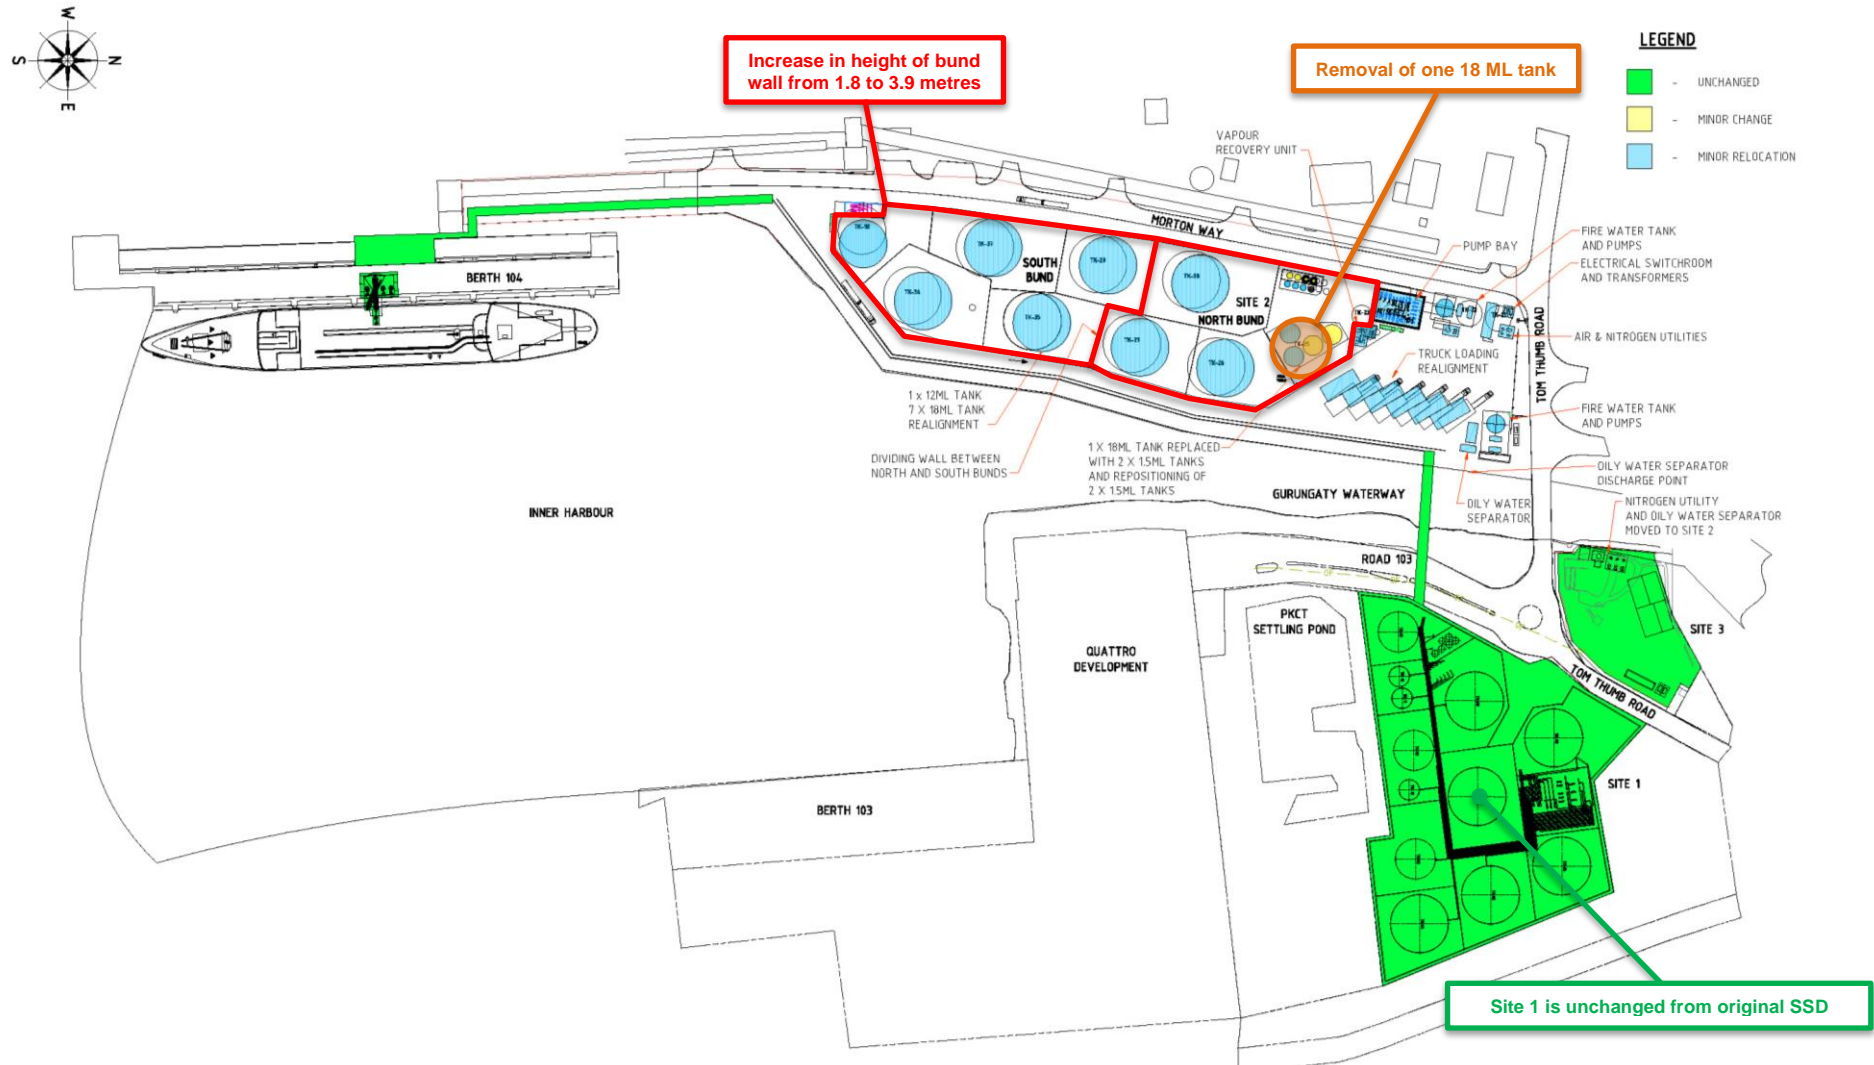 W
S
N
E
Increase in height of bund
wall from 1.8 to 3.9 metres
Removal of one 18 ML tank
LEGEND
- UNCHANGED
- MINOR CHANGE
- MINOR RELOCATION
VAPOUR
RECOVERY UNIT
MORTON WAY
PUMP BAY
FIRE WATER TANK
AND PUMPS
ELECTRICAL SWITCHROOM
AND TRANSFORMERS
BERTH 104
SOUTH
BUND
SITE 2
NORTH BUND
TOM THUMB ROAD
AIR & NITROGEN UTILITIES
TRUCK LOADING
REALIGNMENT
1 x 12ML TANK
7 X 18ML TANK
REALIGNMENT
FIRE WATER TANK
AND PUMPS
DIVIDING WALL BETWEEN
NORTH AND SOUTH BUNDS
1 X 18ML TANK REPLACED
WITH 2 X 1.5ML TANKS
AND REPOSITIONING OF
2 X 1.5ML TANKS
OILY WATER SEPARATOR
DISCHARGE POINT
GURUNGATY WATERWAY
OILY WATER
SEPARATOR
NITROGEN UTILITY
AND OILY WATER SEPARATOR
MOVED TO SITE 2
INNER HARBOUR
ROAD 103
PKCT
SETTLING POND
SITE 3
QUATTRO
DEVELOPMENT
TOM THUMB ROAD
SITE 1
BERTH 103
Site 1 is unchanged from original SSD